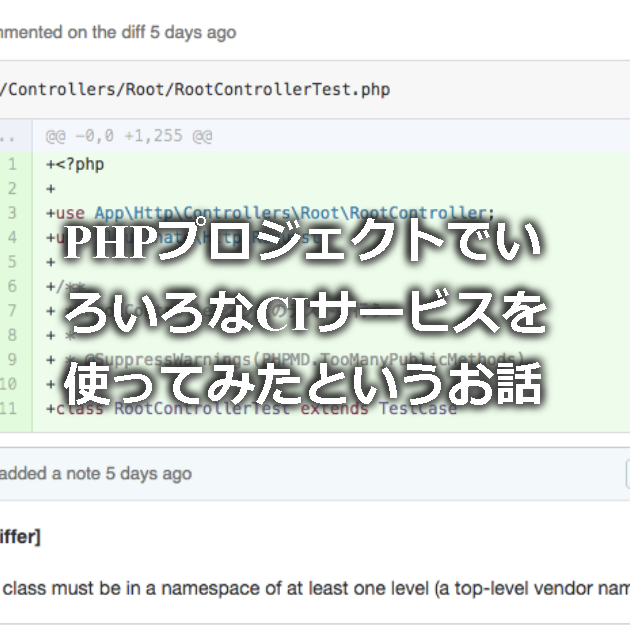 mmented on the diff 5 days ago
/Controllers/Root/RootControllerTest.php
.. @@ -0,0 +1,255 @@
1 +<?php
2 +
3 +use App\Http\Controllers\Root\RootController;
4
PHPプロジェクトでい
5 +
6 +/**
ろいろなCIサービスを
7 +
8 + *
9 + * @SuppressWarnings(PHPMD.TooManyPublicMethods)
10 +
使ってみたというお話
11 +class RootControllerTest extends TestCase
added a note 5 days ago
iffer]
class must be in a namespace of at least one level (a top-level vendor nam